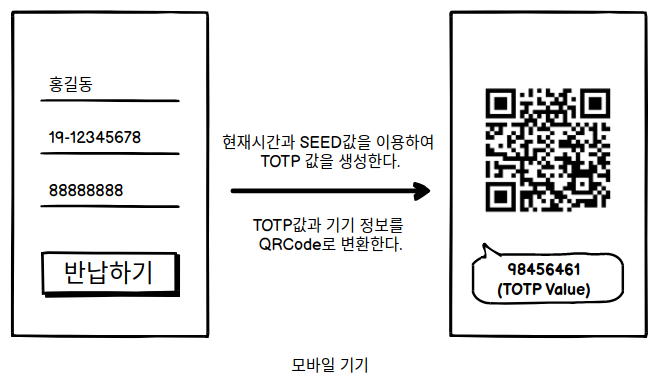 홍길동
19-12345678
88888888
반납하기
현재시간과 SEED값을 이용하여
TOTP 값을 생성한다.
TOTP값과 기기 정보를
QRCode로 변환한다.
98456461
(TOTP Value)
모바일 기기